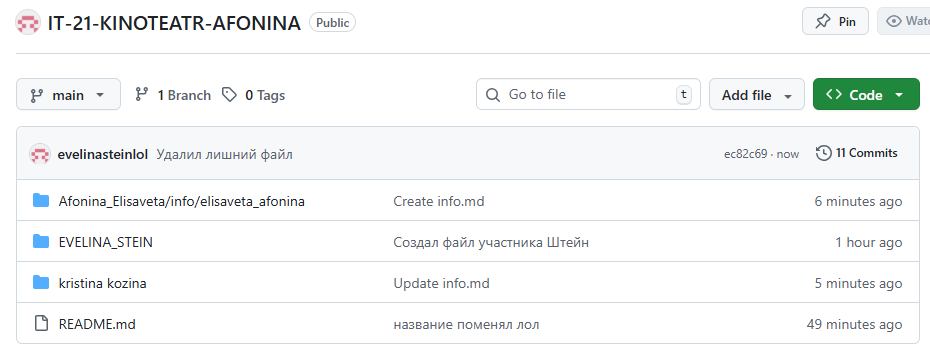 IT-21-KINOTEATR-AFONINA Public Pin
main 1 Branch 0 Tags Go to file t Add file Code
evelinasteinlol Удалил лишний файл ec82c69 · now 11 Commits
Afonina_Elisaveta/info/elisaveta_afonina Create info.md 6 minutes ago
EVELINA_STEIN Создал файл участника Штейн 1 hour ago
kristina kozina Update info.md 5 minutes ago
README.md название поменял лол 49 minutes ago